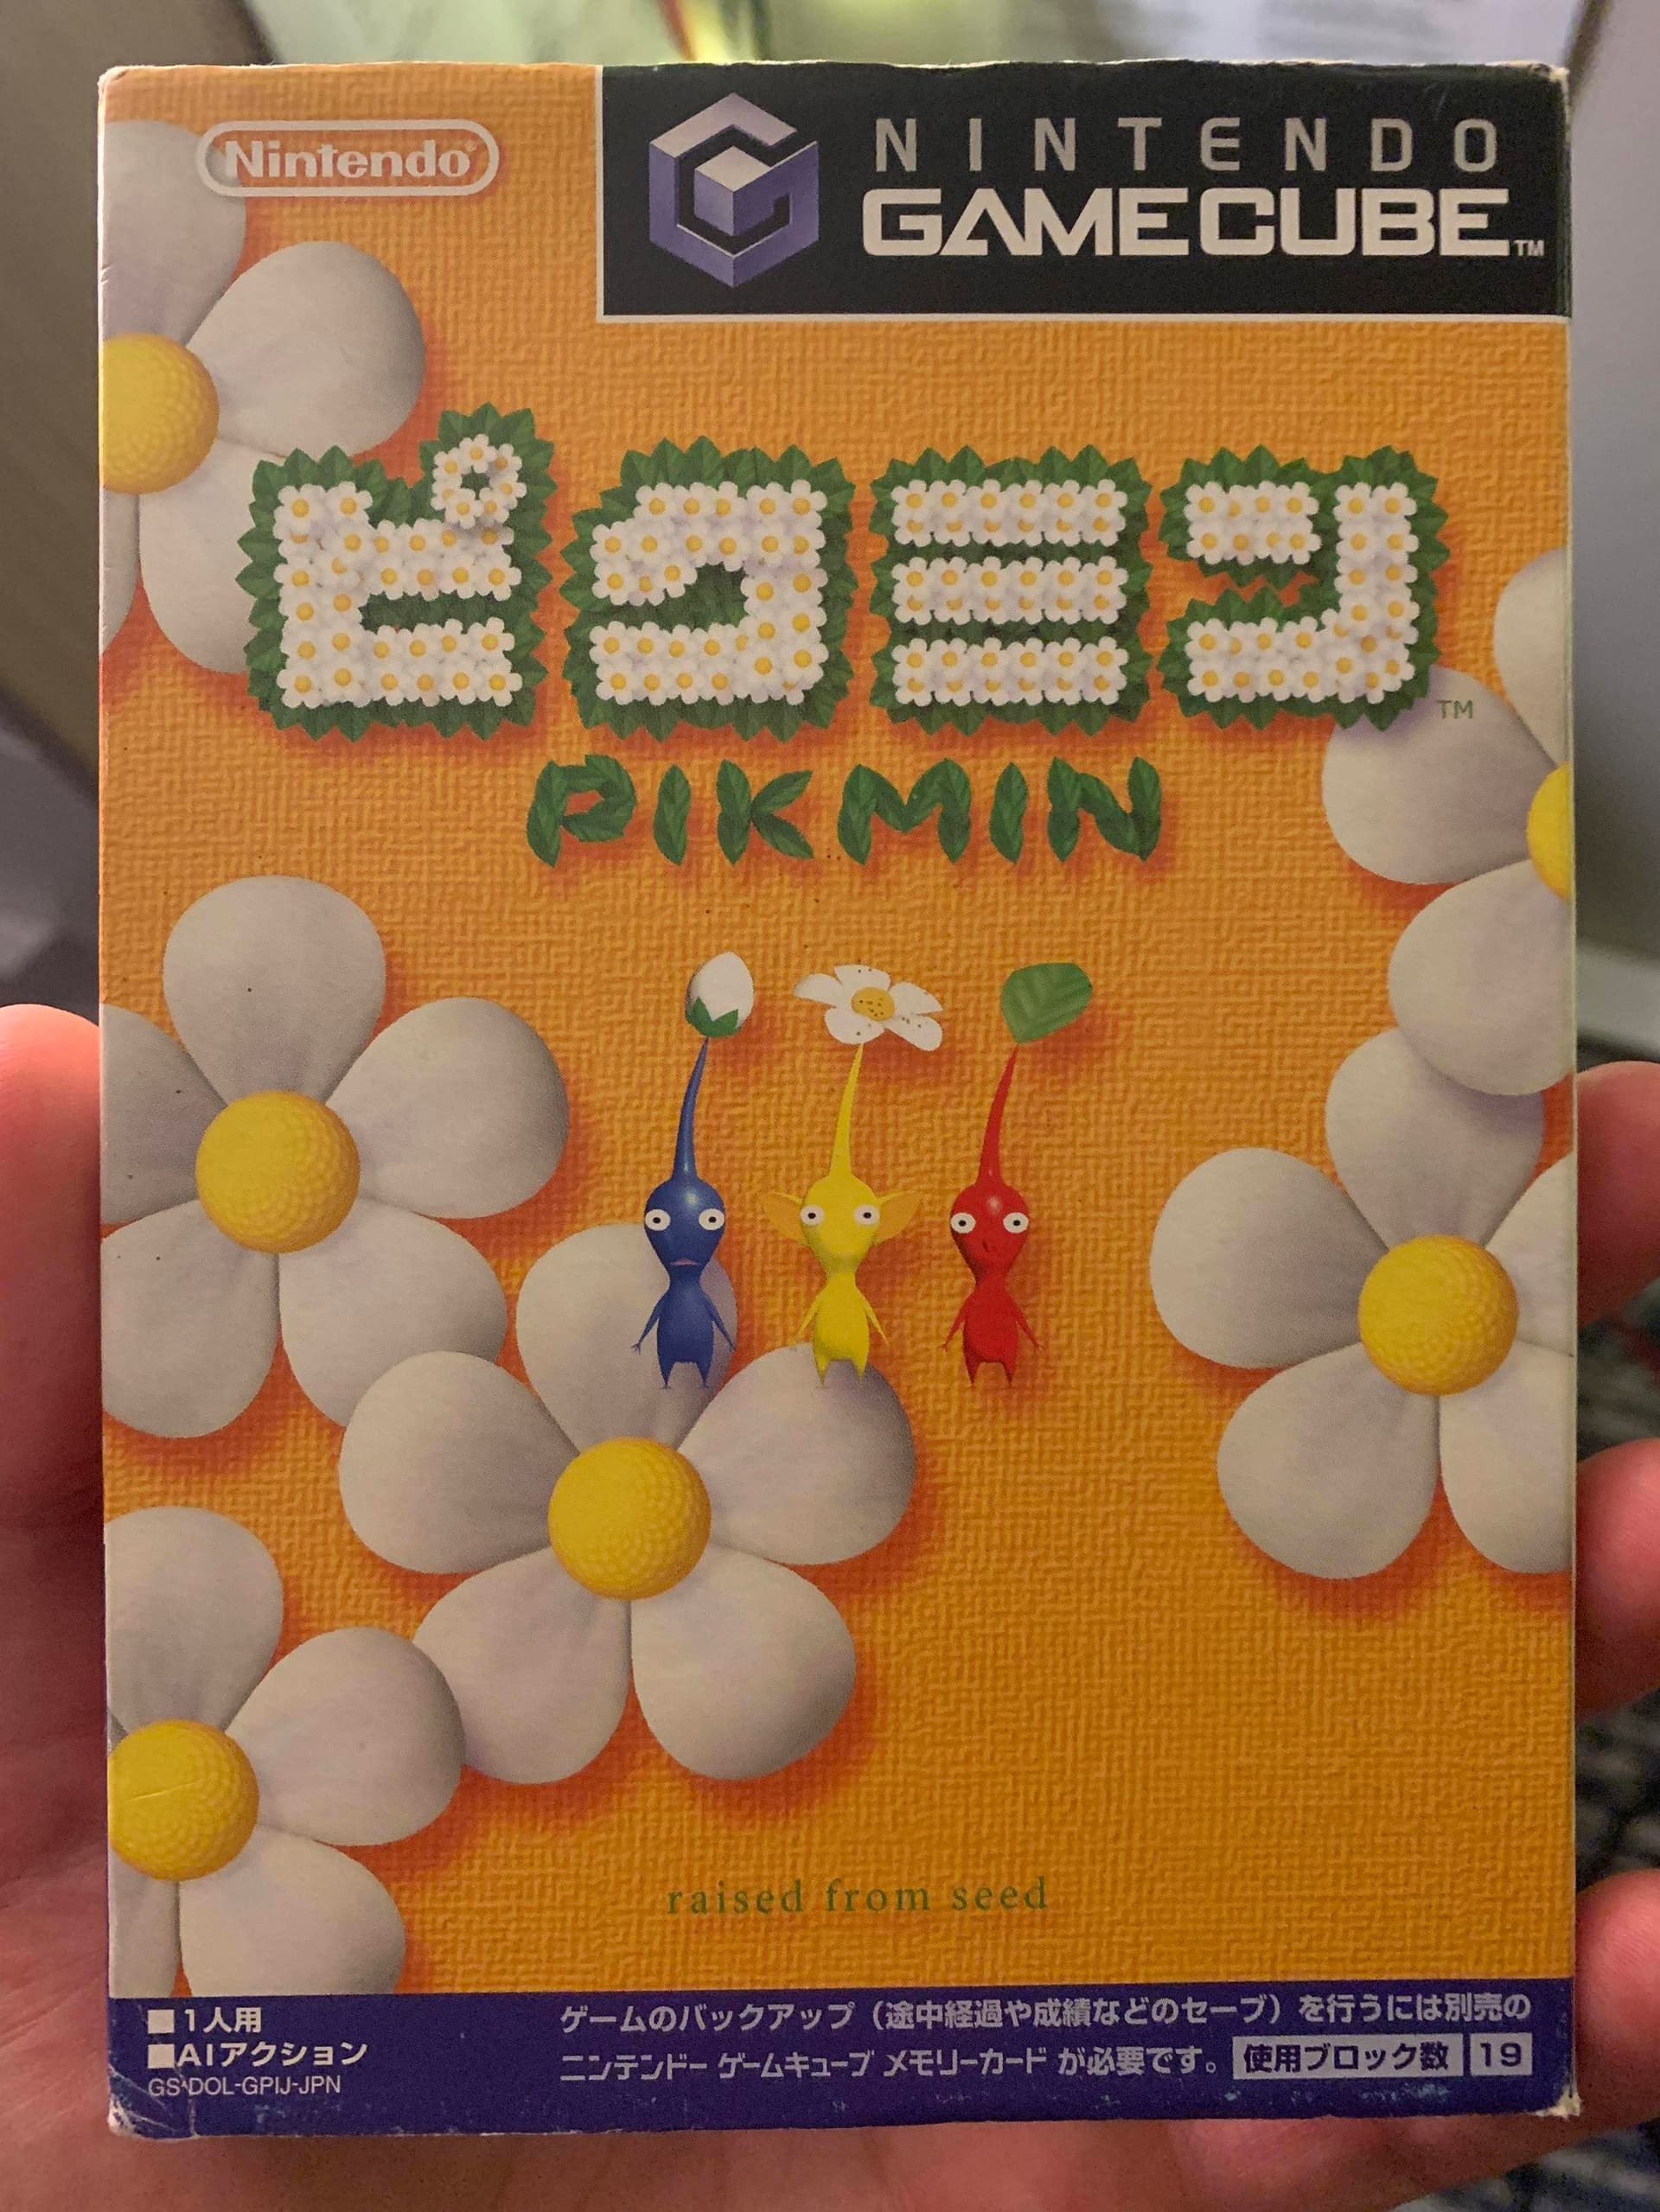 Nintendo®
NINTENDO
GAMECUBE™
ピクミン™
PIKMIN
raised from seed
■1人用
■AIアクション
GS DOL-GPIJ-JPN
ゲームのバックアップ（途中経過や成績などのセーブ）を行うには別売の
ニンテンドー ゲームキューブ メモリーカード が必要です。 使用ブロック数 19